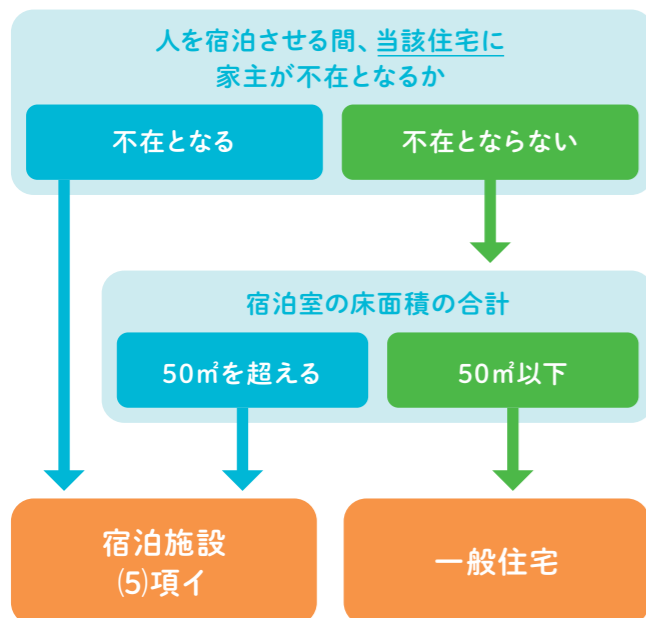 人を宿泊させる間、当該住宅に
家主が不在となるか
不在となる
不在とならない
宿泊室の床面積の合計
50㎡を超える
50㎡以下
宿泊施設
(5)項イ
一般住宅